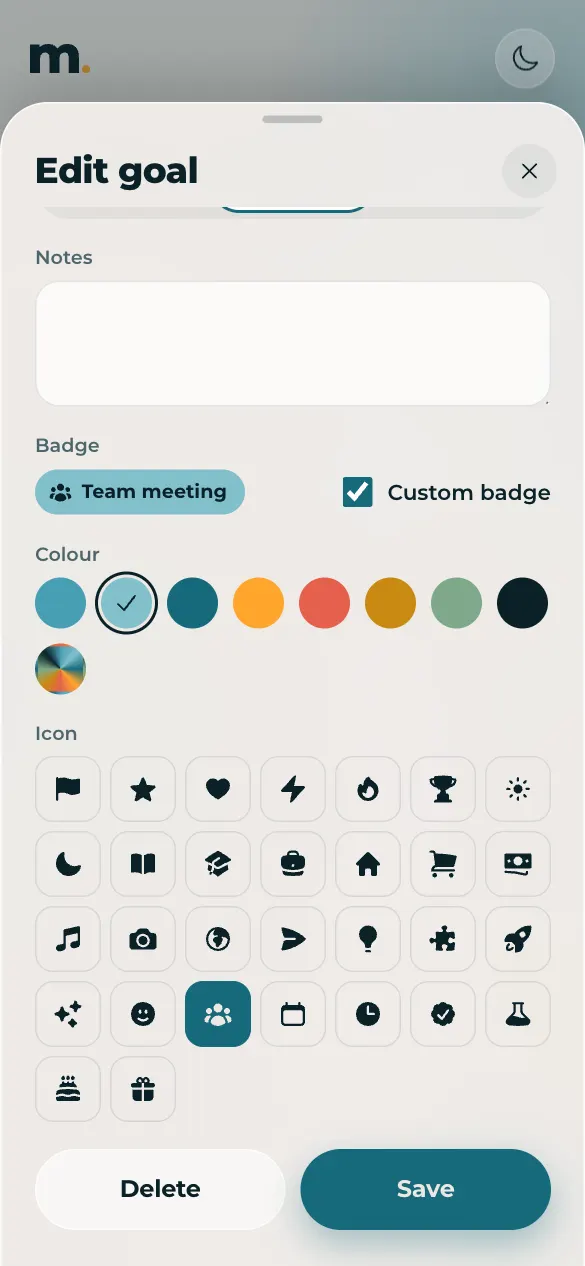 m.
Edit goal
Notes
Badge
Team meeting
Custom badge
Colour
Icon
Delete
Save